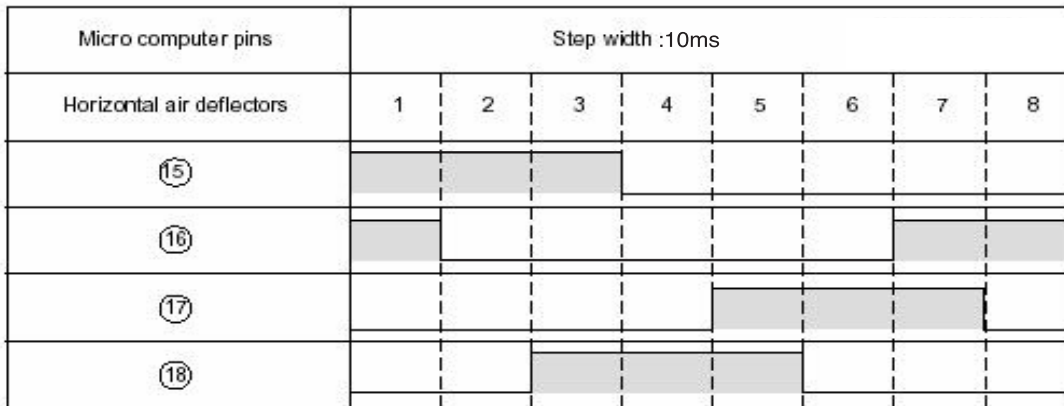 Micro computer pins Step width :10ms
Horizontal air deflectors 1 2 3 4 5 6 7 8
15
16
17
18